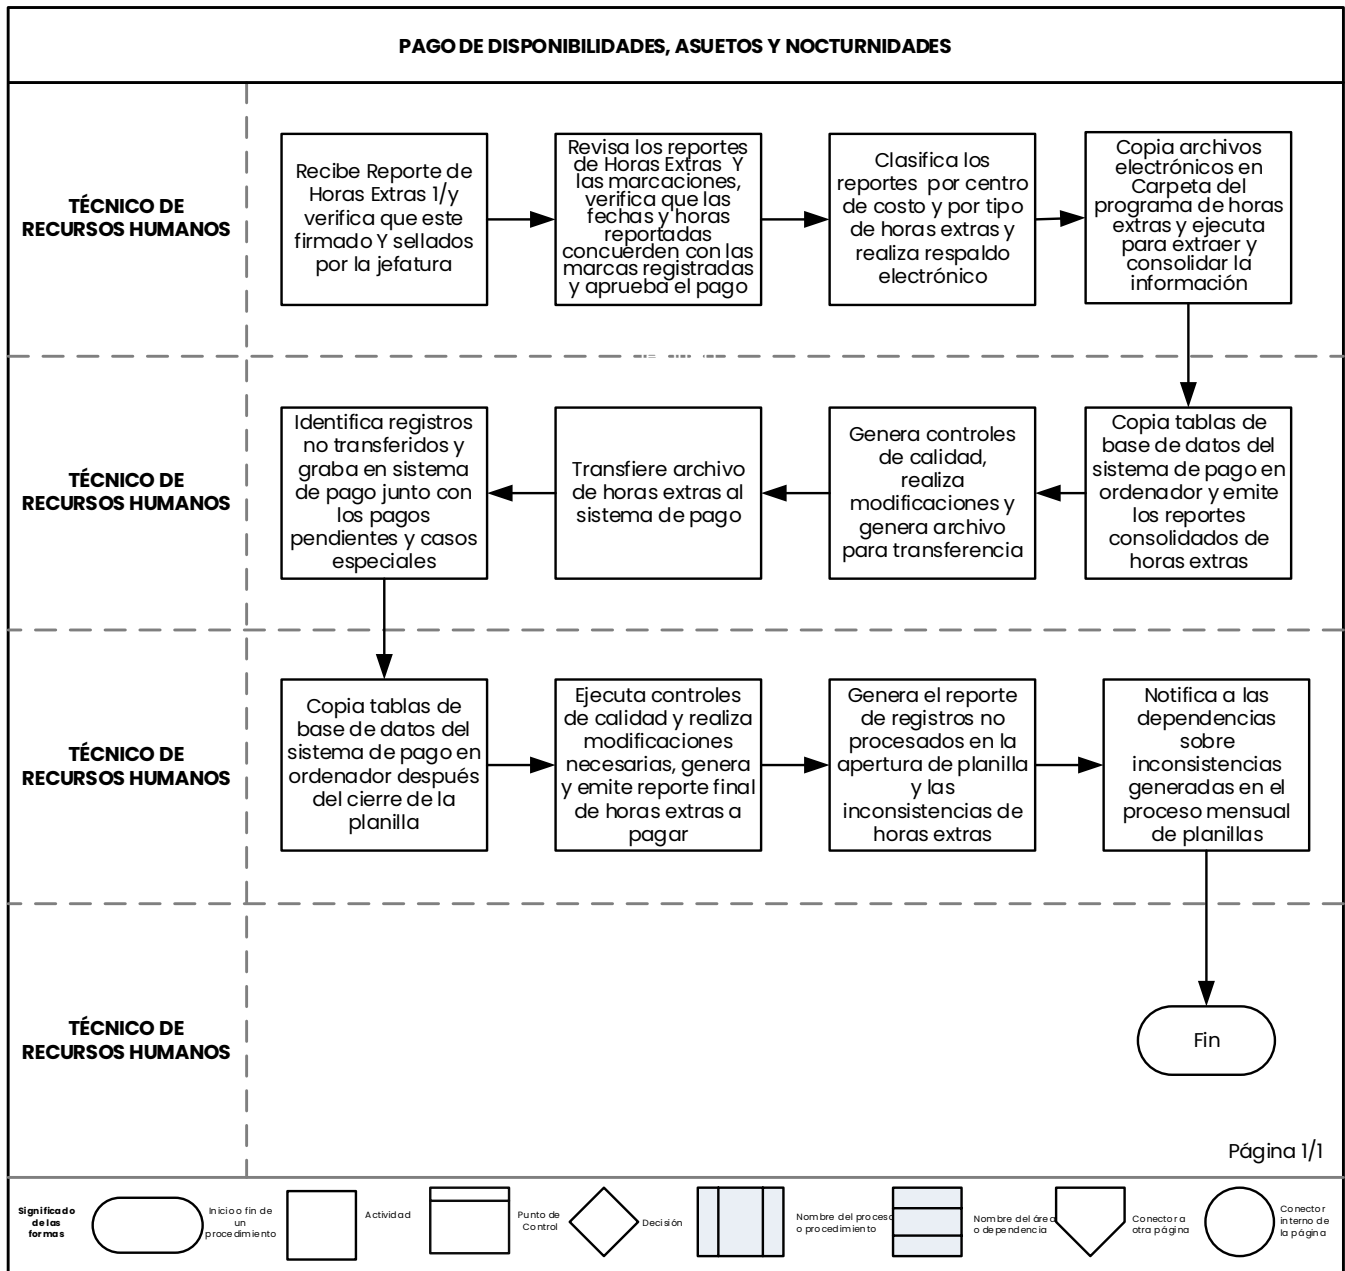 PAGO DE DISPONIBILIDADES, ASUETOS Y NOCTURNIDADES
TÉCNICO DE
RECURSOS HUMANOS
Recibe Reporte de
Horas Extras 1/y
verifica que este
firmado Y sellados
por la jefatura
Revisa los reportes
de Horas Extras Y
las marcaciones,
verifica que las
fechas y horas
reportadas
concuerden con las
marcas registradas
y aprueba el pago
Clasifica los
reportes por centro
de costo y por tipo
de horas extras y
realiza respaldo
electrónico
Copia archivos
electrónicos en
Carpeta del
programa de horas
extras y ejecuta
para extraer y
consolidar la
información
TÉCNICO DE
RECURSOS HUMANOS
Identifica registros
no transferidos y
graba en sistema
de pago junto con
los pagos
pendientes y casos
especiales
Transfiere archivo
de horas extras al
sistema de pago
Genera controles
de calidad,
realiza
modificaciones y
genera archivo
para transferencia
Copia tablas de
base de datos del
sistema de pago en
ordenador y emite
los reportes
consolidados de
horas extras
TÉCNICO DE
RECURSOS HUMANOS
Copia tablas de
base de datos del
sistema de pago en
ordenador después
del cierre de la
planilla
Ejecuta controles
de calidad y realiza
modificaciones
necesarias, genera
y emite reporte final
de horas extras a
pagar
Genera el reporte
de registros no
procesados en la
apertura de planilla
y las
inconsistencias de
horas extras
Notifica a las
dependencias
sobre
inconsistencias
generadas en el
proceso mensual
de planillas
TÉCNICO DE
RECURSOS HUMANOS
Fin
Página 1/1
Significado
de las
formas
Inicio o fin de
un
procedimiento
Actividad
Punto de
Control
Decisión
Nombre del proceso
o procedimiento
Nombre del área
o dependencia
Conector a
otra página
Conector
interno de
la página